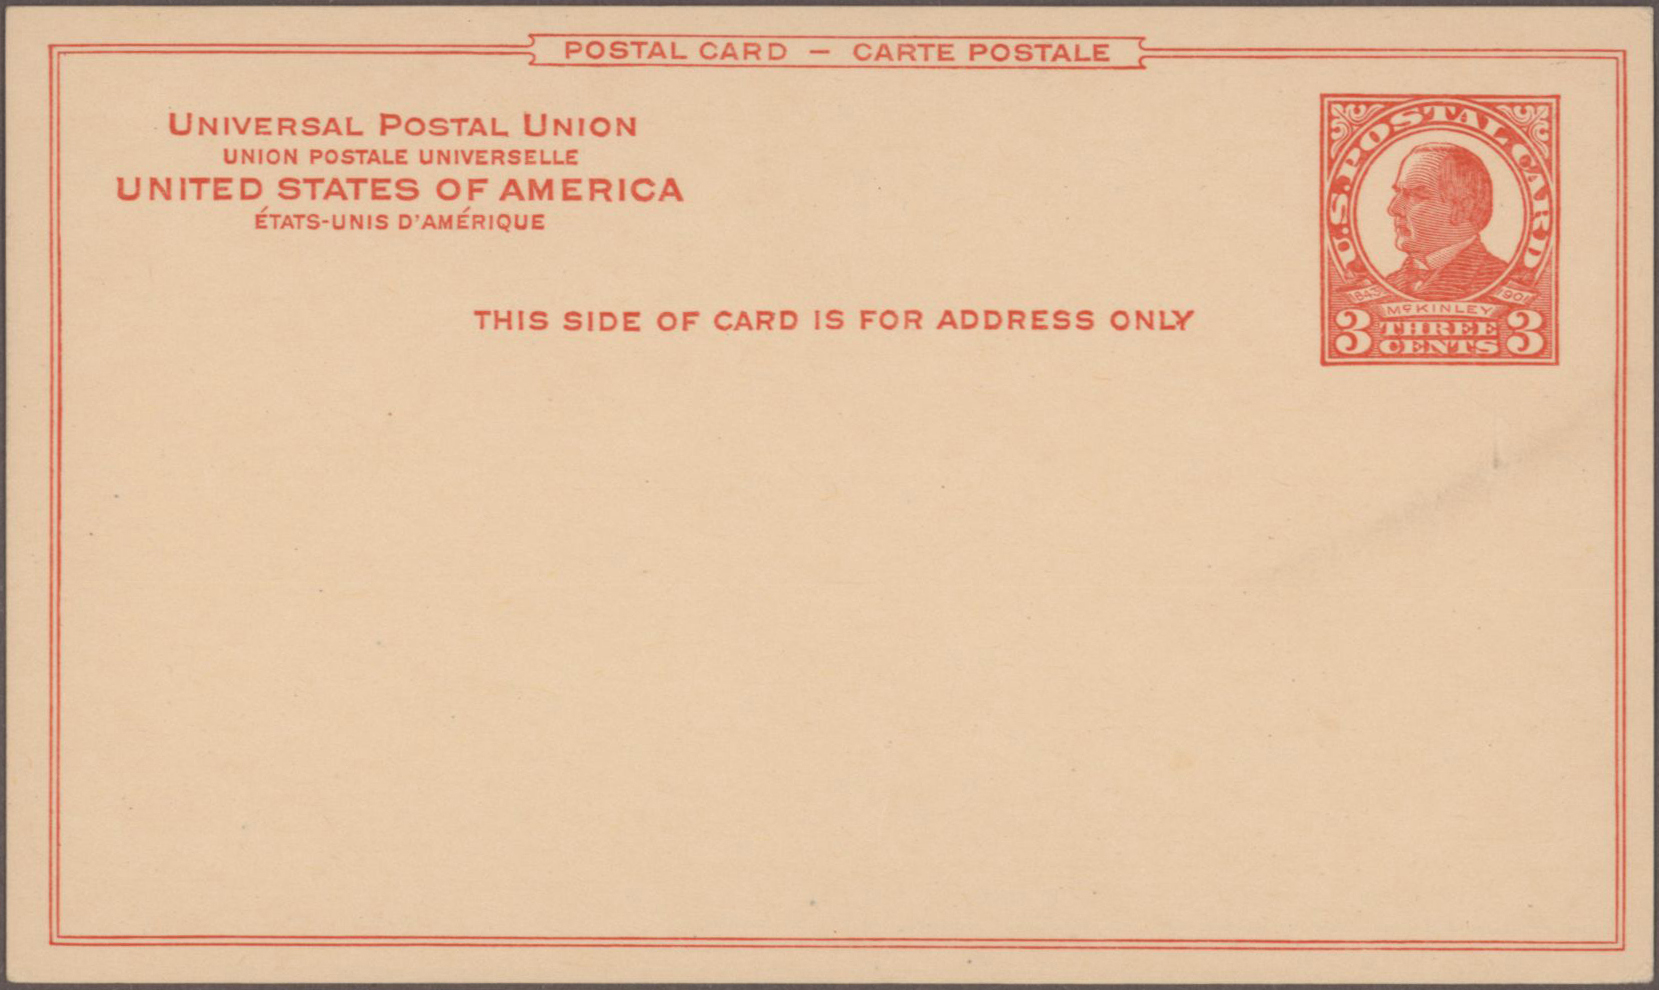 POSTAL CARD — CARTE POSTALE
UNIVERSAL POSTAL UNION
UNION POSTALE UNIVERSELLE
UNITED STATES OF AMERICA
ÉTATS-UNIS D'AMÉRIQUE
THIS SIDE OF CARD IS FOR ADDRESS ONLY
U.S. POSTAL CARD
1843 1901
McKINLEY
3 THREE 3
CENTS